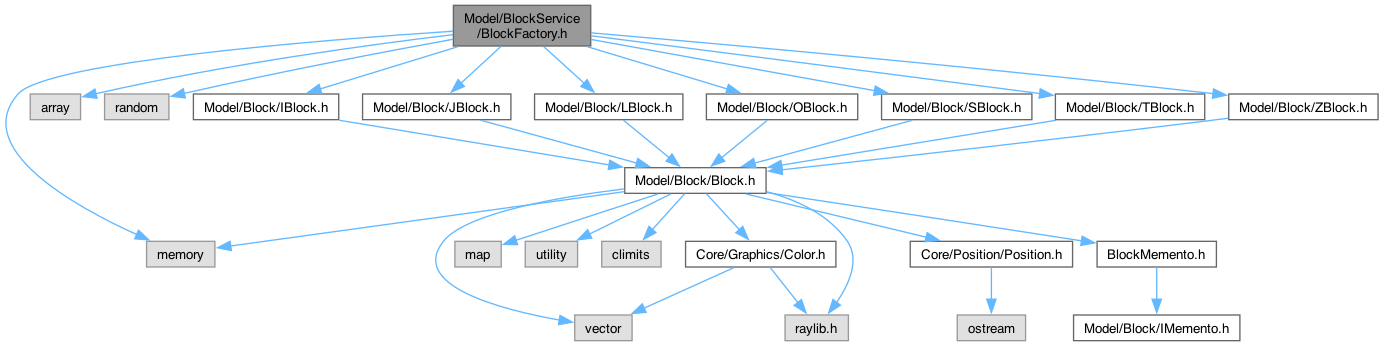 Model/BlockService
/BlockFactory.h
array
random
Model/Block/IBlock.h
Model/Block/JBlock.h
Model/Block/LBlock.h
Model/Block/OBlock.h
Model/Block/SBlock.h
Model/Block/TBlock.h
Model/Block/ZBlock.h
Model/Block/Block.h
memory
map
utility
climits
Core/Graphics/Color.h
Core/Position/Position.h
BlockMemento.h
vector
raylib.h
ostream
Model/Block/IMemento.h